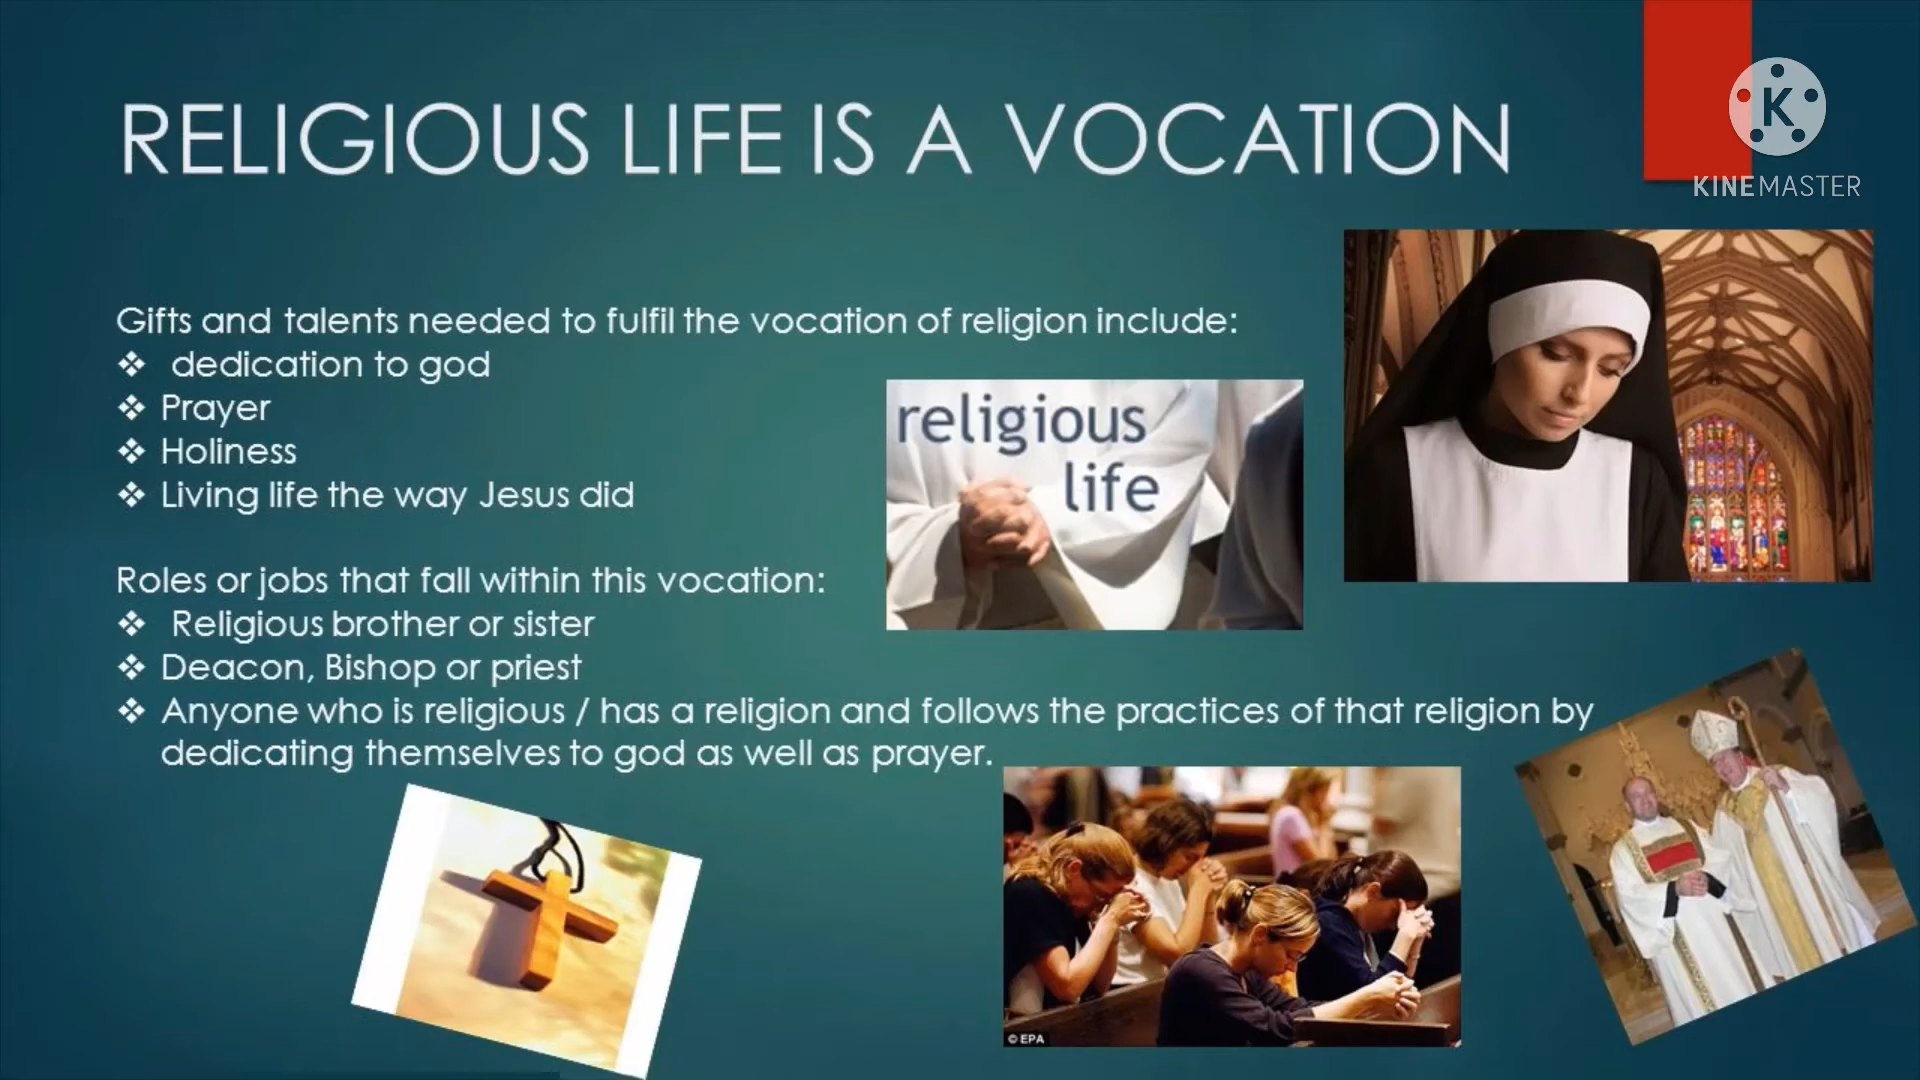 RELIGIOUS LIFE IS A VOCATION
K
KINEMASTER
Gifts and talents needed to fulfil the vocation of religion include:
❖ dedication to god
❖ Prayer
❖ Holiness
❖ Living life the way Jesus did
religious
life
Roles or jobs that fall within this vocation:
❖ Religious brother or sister
❖ Deacon, Bishop or priest
❖ Anyone who is religious / has a religion and follows the practices of that religion by
dedicating themselves to god as well as prayer.
© EPA